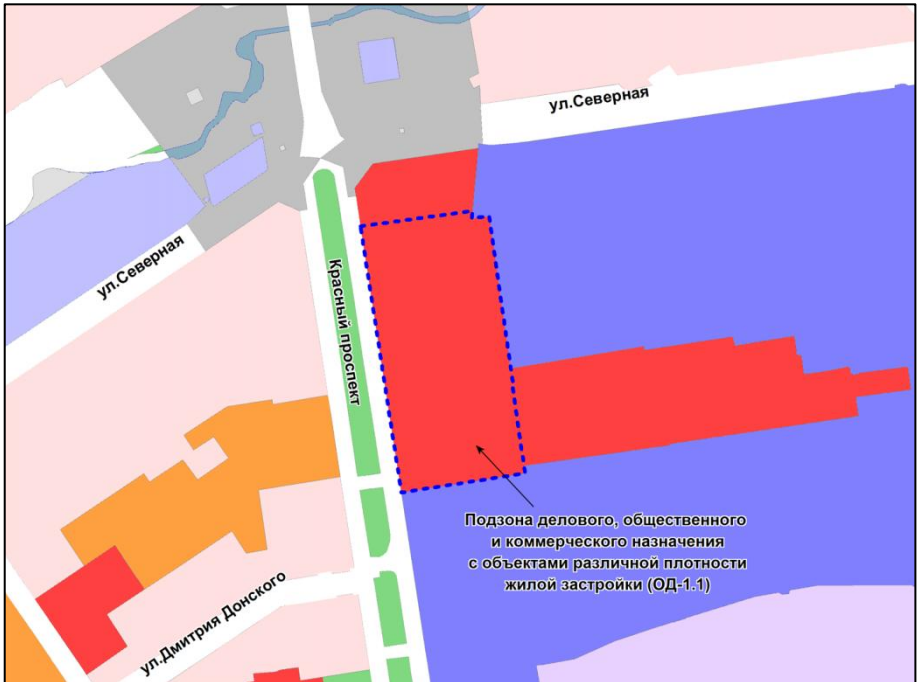 ул.Северная
ул.Северная
Красный проспект
Подзона делового, общественного
и коммерческого назначения
с объектами различной плотности
жилой застройки (ОД-1.1)
ул.Дмитрия Донского